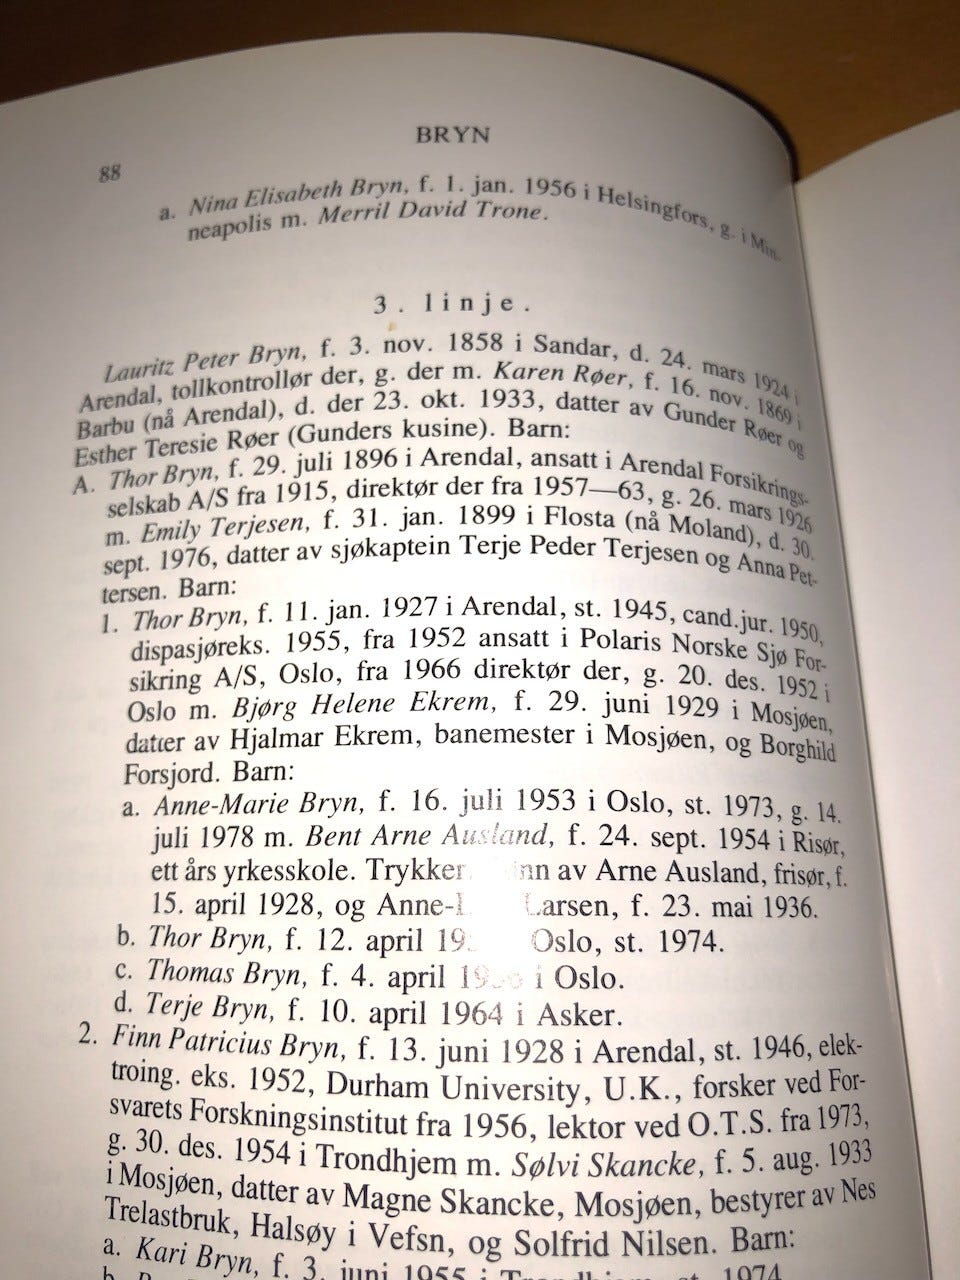 BRYN
88
a. Nina Elisabeth Bryn, f. 1. jan. 1956 i Helsingfors, g. i Min-
neapolis m. Merril David Trone.
3. linje.
Lauritz Peter Bryn, f. 3. nov. 1858 i Sandar, d. 24. mars 1924 i
Arendal, tollkontrollør der, g. der m. Karen Røer, f. 16. nov. 1869 i
Barbu (nå Arendal), d. der 23. okt. 1933, datter av Gunder Røer og
Esther Teresie Røer (Gunders kusine). Barn:
A. Thor Bryn, f. 29. juli 1896 i Arendal, ansatt i Arendal Forsikrings-
selskab A/S fra 1915, direktør der fra 1957—63, g. 26. mars 1926
m. Emily Terjesen, f. 31. jan. 1899 i Flosta (nå Moland), d. 30.
sept. 1976, datter av sjøkaptein Terje Peder Terjesen og Anna Pet-
tersen. Barn:
1. Thor Bryn, f. 11. jan. 1927 i Arendal, st. 1945, cand.jur. 1950,
dispasjøreks. 1955, fra 1952 ansatt i Polaris Norske Sjø For-
sikring A/S, Oslo, fra 1966 direktør der, g. 20. des. 1952 i
Oslo m. Bjørg Helene Ekrem, f. 29. juni 1929 i Mosjøen,
datter av Hjalmar Ekrem, banemester i Mosjøen, og Borghild
Forsjord. Barn:
a. Anne-Marie Bryn, f. 16. juli 1953 i Oslo, st. 1973, g. 14.
juli 1978 m. Bent Arne Ausland, f. 24. sept. 1954 i Risør,
ett års yrkesskole. Trykker. av Arne Ausland, frisør, f.
15. april 1928, og Larsen, f. 23. mai 1936.
b. Thor Bryn, f. 12. april Oslo, st. 1974.
c. Thomas Bryn, f. 4. april i Oslo.
d. Terje Bryn, f. 10. april 1964 i Asker.
2. Finn Patricius Bryn, f. 13. juni 1928 i Arendal, st. 1946, elek-
troing. eks. 1952, Durham University, U.K., forsker ved For-
svarets Forskningsinstitut fra 1956, lektor ved O.T.S. fra 1973,
g. 30. des. 1954 i Trondhjem m. Sølvi Skancke, f. 5. aug. 1933
i Mosjøen, datter av Magne Skancke, Mosjøen, bestyrer av Nes
Trelastbruk, Halsøy i Vefsn, og Solfrid Nilsen. Barn:
a. Kari Bryn, f. 3. juni 1955 i Trondhjem, st. 1974